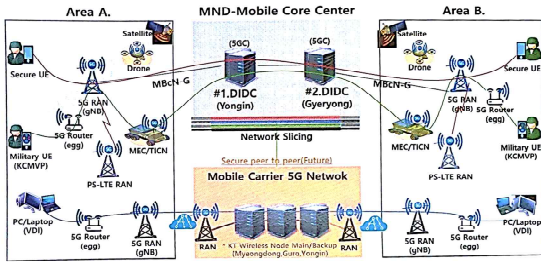 Area A.
MND-Mobile Core Center
Area B.
Satellite
(5GC)
(5GC)
Satellite
Secure UE
Drone
Drone
Secure UE
MBcN-G
MBcN-G
5G RAN
(gNB)
#1.DIDC
(Yongin)
#2.DIDC
(Gyeryong)
5G RAN
(gNB)
5G Router
(egg)
5G Router
(egg)
Military UE
(KCMVP)
MEC/TICN
Network Slicing
MEC/TICN
Military UE
(KCMVP)
PS-LTE RAN
Secure peer to peer(Future)
PS-LTE RAN
Mobile Carrier 5G Netwok
PC/Laptop
(VDI)
5G Router
(egg)
5G RAN
(gNB)
RAN
* KT Wireless Node Main/Backup
(Myaongdong,Guro,Yongin)
RAN
5G RAN
(gNB)
5G Router
(egg)
PC/Laptop
(VDI)